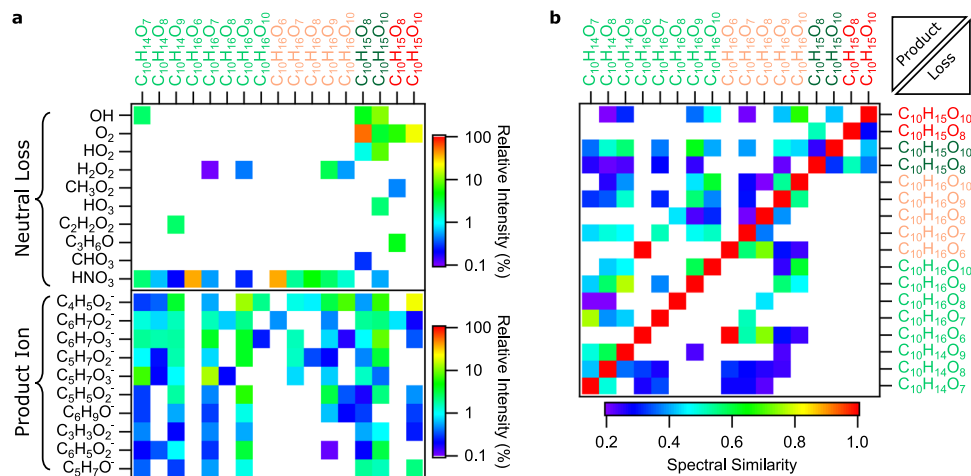 a
C₁₀H₁₄O₇
C₁₀H₁₄O₈
C₁₀H₁₄O₉
C₁₀H₁₆O₆
C₁₀H₁₆O₇
C₁₀H₁₆O₈
C₁₀H₁₆O₉
C₁₀H₁₆O₁₀
C₁₀H₁₆O₆
C₁₀H₁₆O₇
C₁₀H₁₆O₈
C₁₀H₁₆O₉
C₁₀H₁₆O₁₀
C₁₀H₁₅O₈
C₁₀H₁₅O₁₀
C₁₀H₁₅O₈
C₁₀H₁₅O₁₀
Neutral Loss
OH
O₂
HO₂
H₂O₂
CH₃O₂
HO₃
C₂H₂O₂
C₃H₆O
CHO₃
HNO₃
100
10
1
0.1
Relative Intensity (%)
Product Ion
C₄H₅O₂⁻
C₆H₇O₂⁻
C₆H₇O₃⁻
C₅H₇O₂⁻
C₅H₇O₃⁻
C₅H₅O₂⁻
C₆H₉O⁻
C₃H₃O₂⁻
C₆H₅O₂⁻
C₅H₇O⁻
100
10
1
0.1
Relative Intensity (%)
b
C₁₀H₁₄O₇
C₁₀H₁₄O₈
C₁₀H₁₄O₉
C₁₀H₁₆O₆
C₁₀H₁₆O₇
C₁₀H₁₆O₈
C₁₀H₁₆O₉
C₁₀H₁₆O₁₀
C₁₀H₁₆O₆
C₁₀H₁₆O₇
C₁₀H₁₆O₈
C₁₀H₁₆O₉
C₁₀H₁₆O₁₀
C₁₀H₁₅O₈
C₁₀H₁₅O₁₀
C₁₀H₁₅O₈
C₁₀H₁₅O₁₀
Product
Loss
C₁₀H₁₅O₁₀
C₁₀H₁₅O₈
C₁₀H₁₅O₁₀
C₁₀H₁₅O₈
C₁₀H₁₆O₁₀
C₁₀H₁₆O₉
C₁₀H₁₆O₈
C₁₀H₁₆O₇
C₁₀H₁₆O₆
C₁₀H₁₆O₁₀
C₁₀H₁₆O₉
C₁₀H₁₆O₈
C₁₀H₁₆O₇
C₁₀H₁₆O₆
C₁₀H₁₄O₉
C₁₀H₁₄O₈
C₁₀H₁₄O₇
0.2 0.4 0.6 0.8 1.0
Spectral Similarity